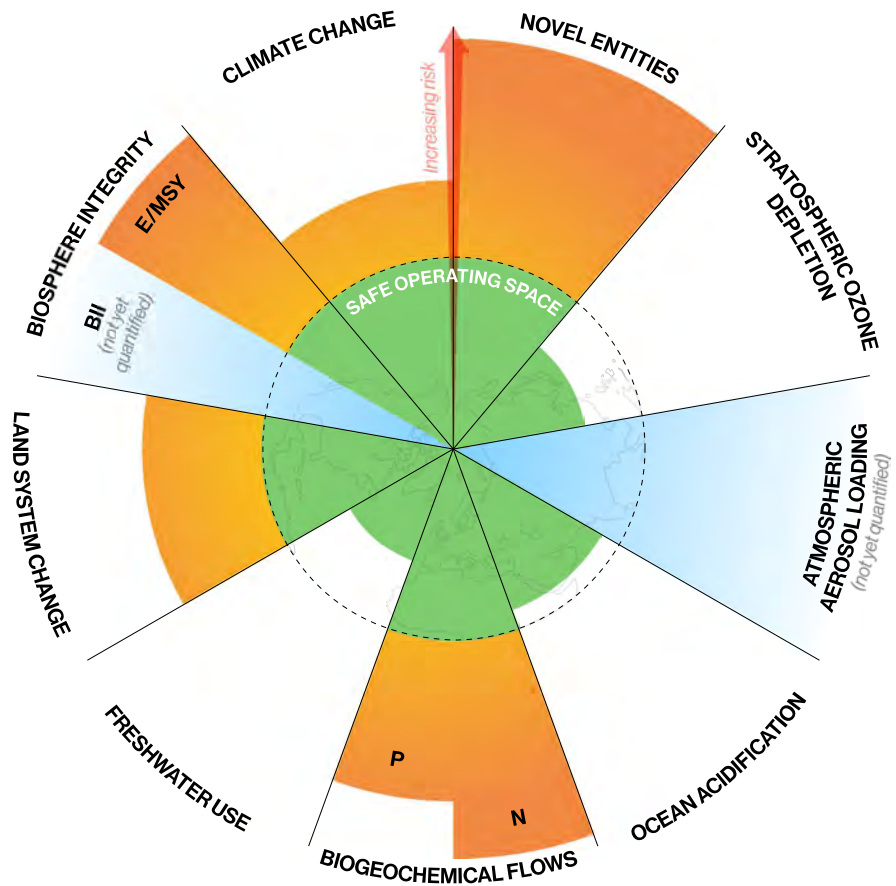 CLIMATE CHANGE
NOVEL ENTITIES
Increasing risk
STRATOSPHERIC OZONE
DEPLETION
BIOSPHERE INTEGRITY
E/MSY
BII
(not yet
quantified)
SAFE OPERATING SPACE
ATMOSPHERIC
AEROSOL LOADING
(not yet quantified)
LAND SYSTEM CHANGE
FRESHWATER USE
P
N
BIOGEOCHEMICAL FLOWS
OCEAN ACIDIFICATION